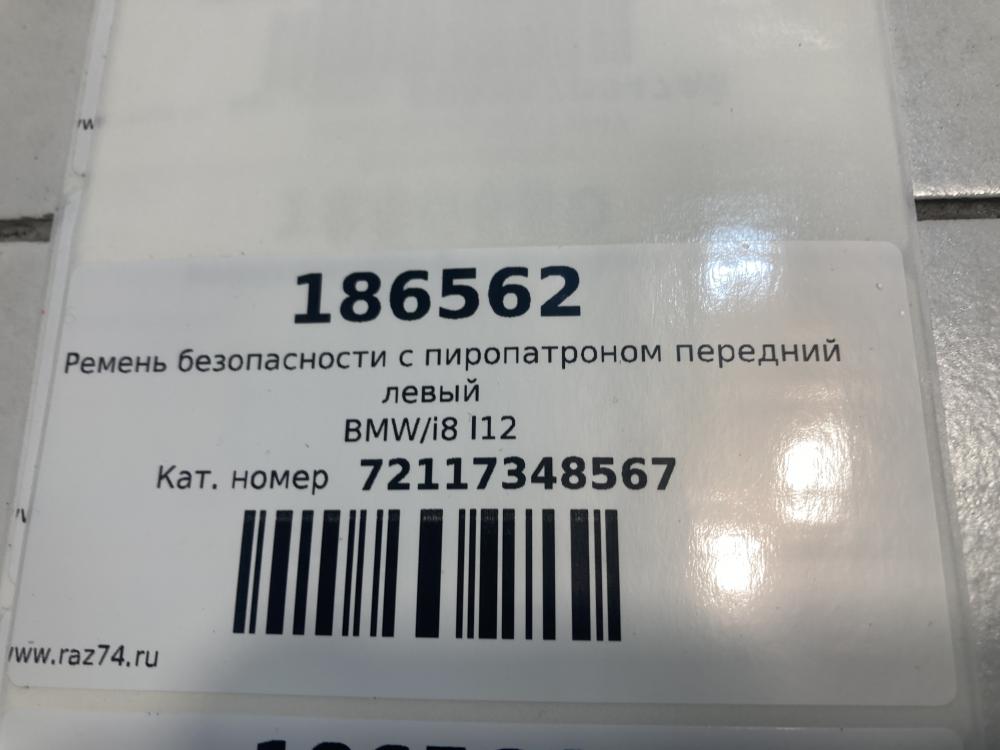 186562
Ремень безопасности с пиропатроном передний
левый
BMW/i8 I12
Кат. номер 72117348567
www.raz74.ru